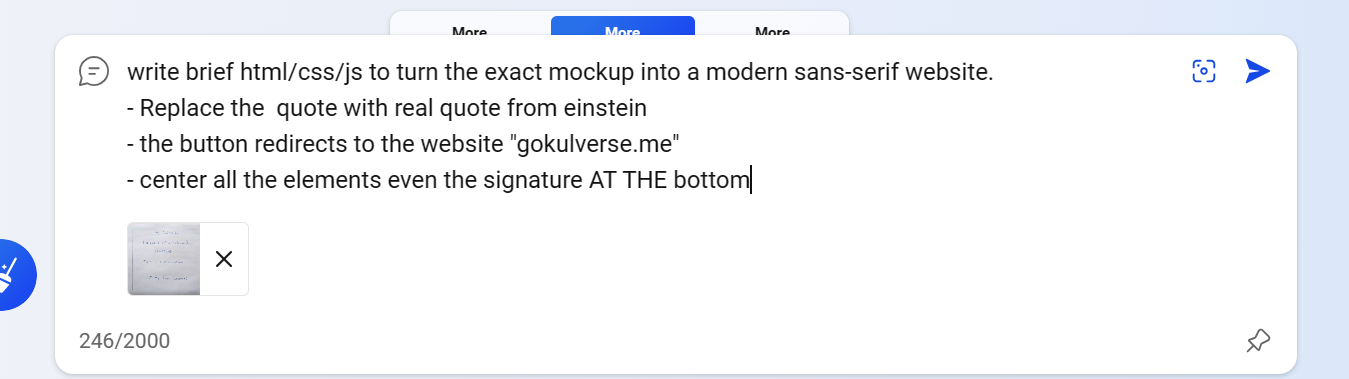 More More More
write brief html/css/js to turn the exact mockup into a modern sans-serif website.
- Replace the  quote with real quote from einstein
- the button redirects to the website "gokulverse.me"
- center all the elements even the signature AT THE bottom
246/2000